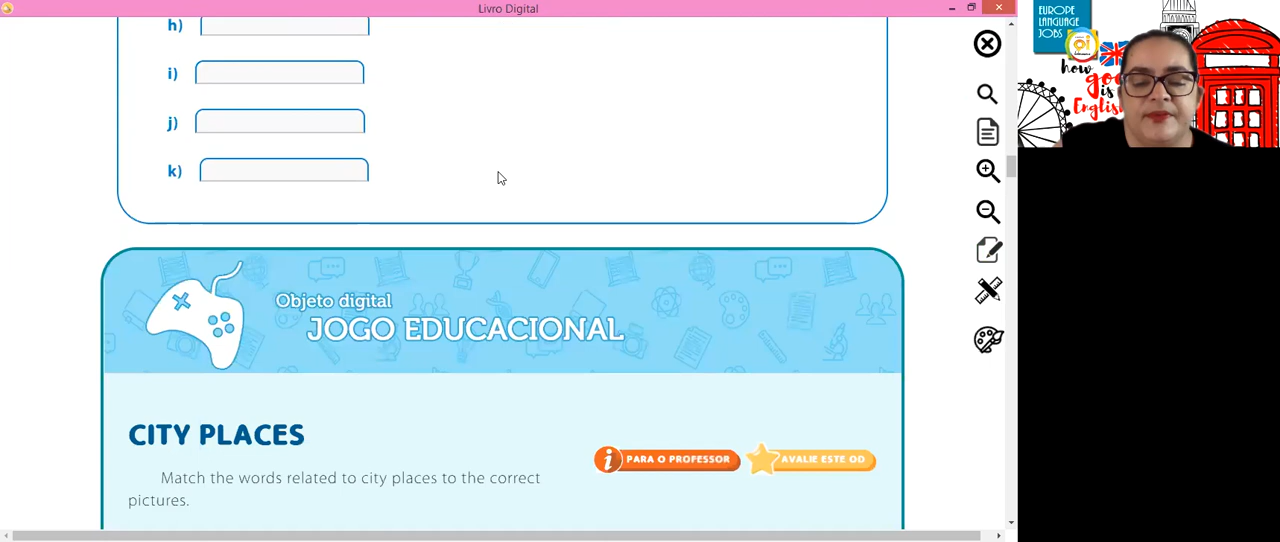 Livro Digital
h)
i)
j)
k)
Objeto digital
JOGO EDUCACIONAL
CITY PLACES
i PARA O PROFESSOR
AVALIE ESTE OD
Match the words related to city places to the correct
pictures.
EUROPE
LANGUAGE
JOBS
how
is
English